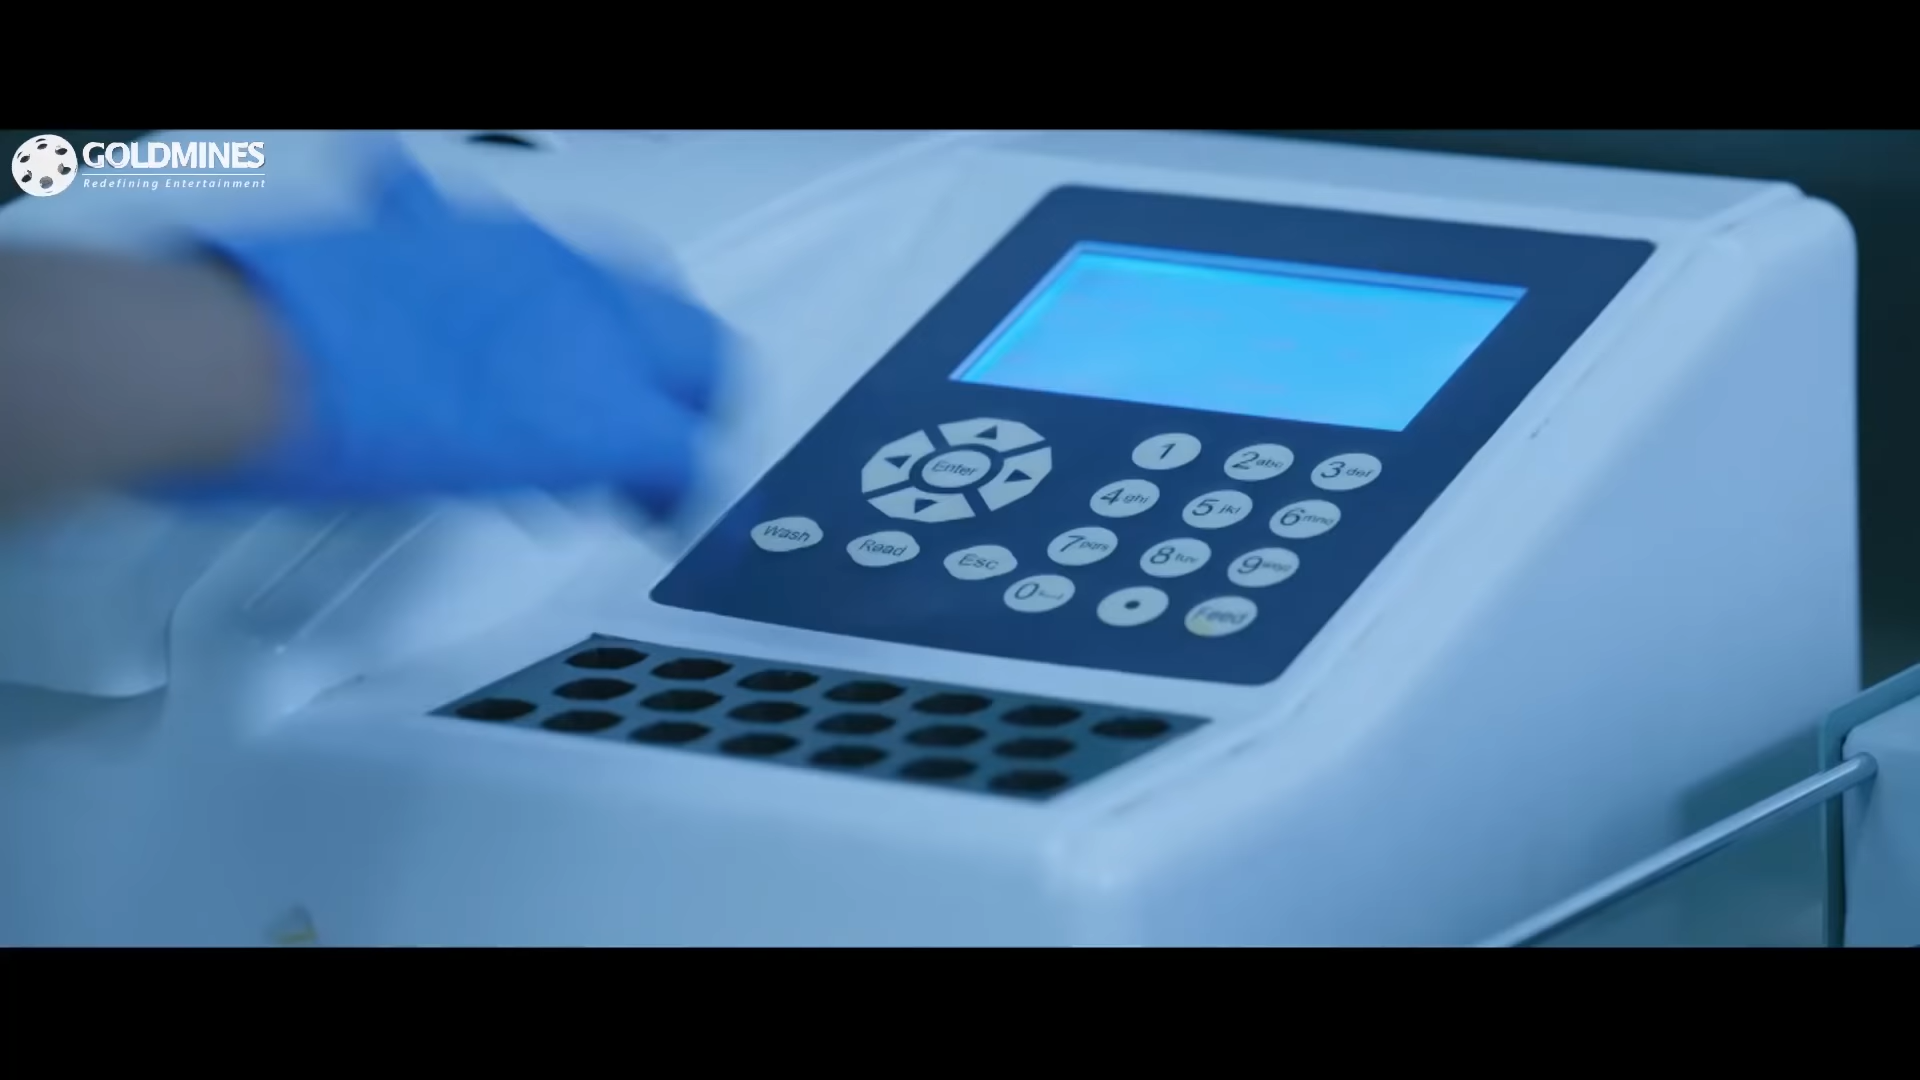 GOLDMINES
Redefining Entertainment
1 2abc 3def
Enter
4ghi 5jkl 6mno
Wash Read Esc
7pqrs 8tuv 9wxyz
0 Feed